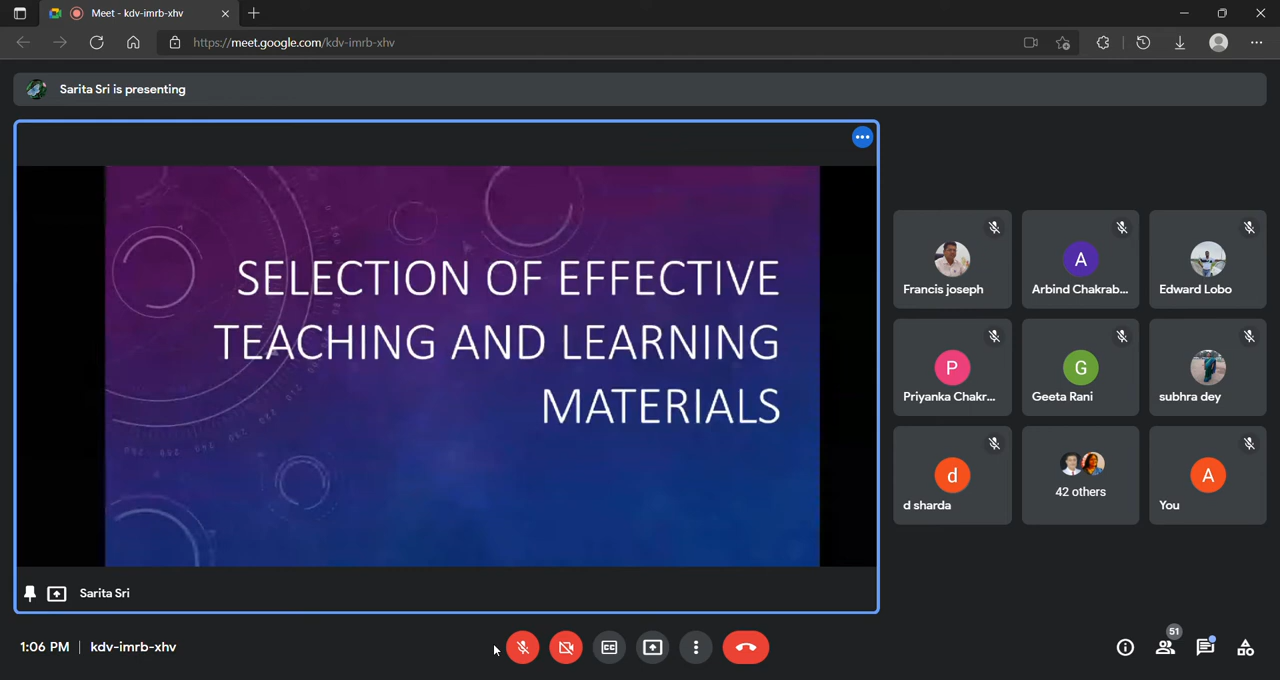 Meet - kdv-imrb-xhv
https://meet.google.com/kdv-imrb-xhv
Sarita Sri is presenting
SELECTION OF EFFECTIVE
TEACHING AND LEARNING
MATERIALS
Sarita Sri
Francis joseph
A
Arbind Chakrab...
Edward Lobo
P
Priyanka Chakr...
G
Geeta Rani
subhra dey
d
d sharda
42 others
A
You
1:06 PM | kdv-imrb-xhv
CC
51